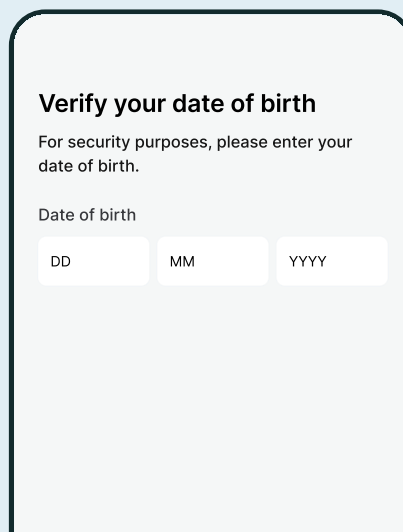 Verify your date of birth
For security purposes, please enter your
date of birth.
Date of birth
DD MM YYYY